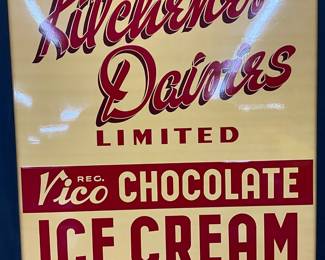 Kitchener
Dairies
LIMITED
Vico REG. CHOCOLATE
ICE CREAM